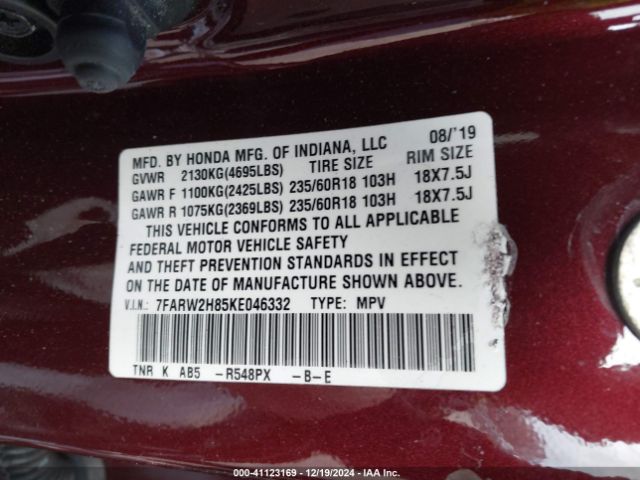 MFD. BY HONDA MFG. OF INDIANA, LLC 08/'19
GVWR 2130KG(4695LBS) TIRE SIZE RIM SIZE
GAWR F 1100KG(2425LBS) 235/60R18 103H 18X7.5J
GAWR R 1075KG(2369LBS) 235/60R18 103H 18X7.5J
THIS VEHICLE CONFORMS TO ALL APPLICABLE
FEDERAL MOTOR VEHICLE SAFETY
AND THEFT PREVENTION STANDARDS IN EFFECT
ON THE DATE OF MANUFACTURE SHOWN ABOVE.
V.I.N.: 7FARW2H85KE046332 TYPE: MPV
TNR K AB5 -R548PX -B-E
00-41123169 • 12/19/2024 • IAA Inc.